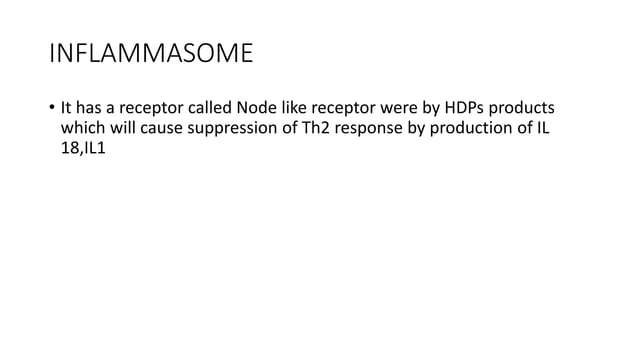 INFLAMMASOME
• It has a receptor called Node like receptor were by HDPs products
which will cause suppression of Th2 response by production of IL
18,IL1